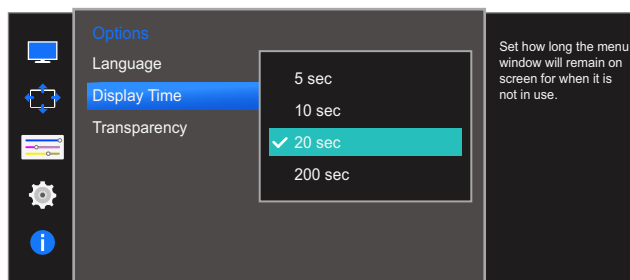 Options
Language
Display Time
Transparency
5 sec
10 sec
20 sec
200 sec
Set how long the menu
window will remain on
screen for when it is
not in use.